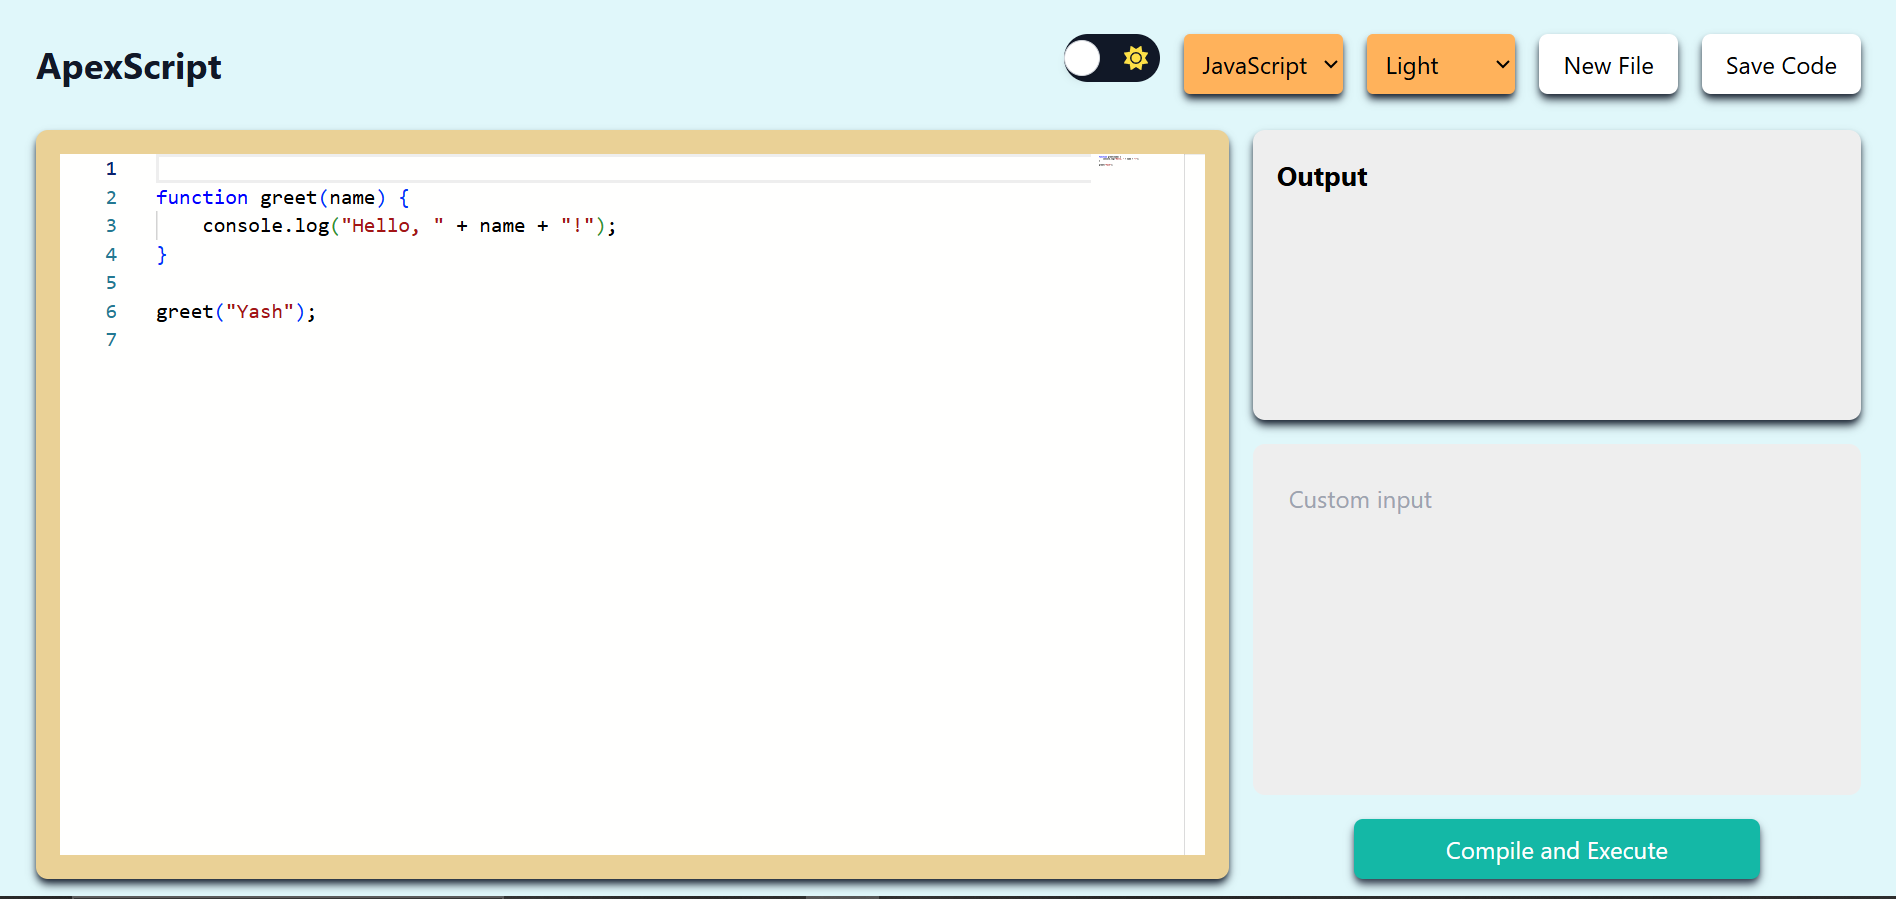 ApexScript
JavaScript
Light
New File
Save Code
1
2 function greet(name) {
3     console.log("Hello, " + name + "!");
4 }
5
6 greet("Yash");
7
Output
Custom input
Compile and Execute